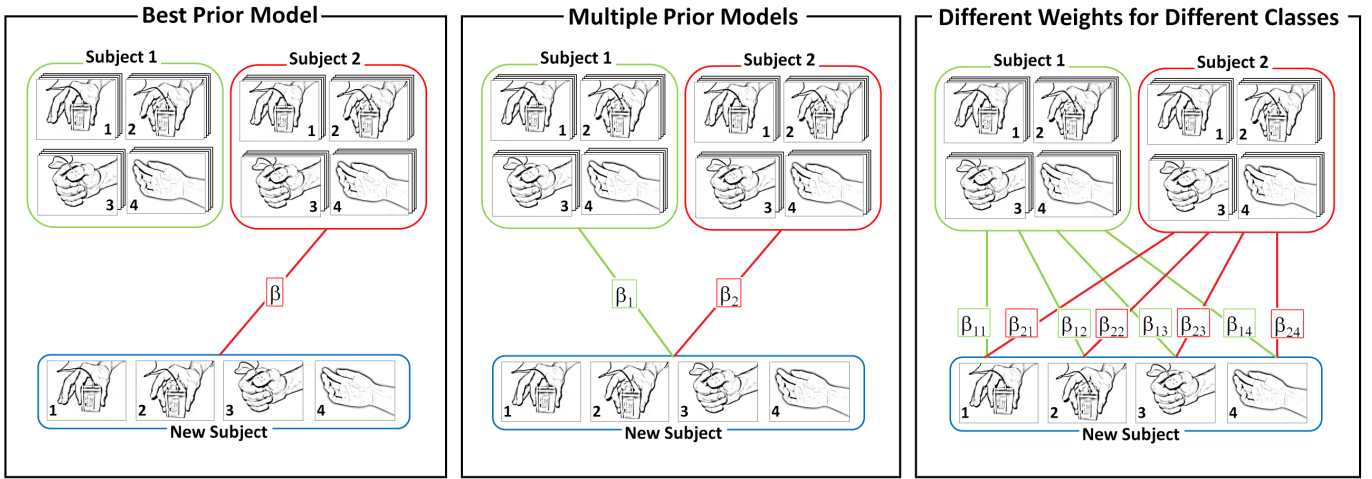 Best Prior Model
Subject 1
Subject 2
1
2
1
2
3
4
3
4
β
1
2
3
4
New Subject
Multiple Prior Models
Subject 1
Subject 2
1
2
1
2
3
4
3
4
β1
β2
1
2
3
4
New Subject
Different Weights for Different Classes
Subject 1
Subject 2
1
2
1
2
3
4
3
4
β11
β21
β12
β22
β13
β23
β14
β24
1
2
3
4
New Subject